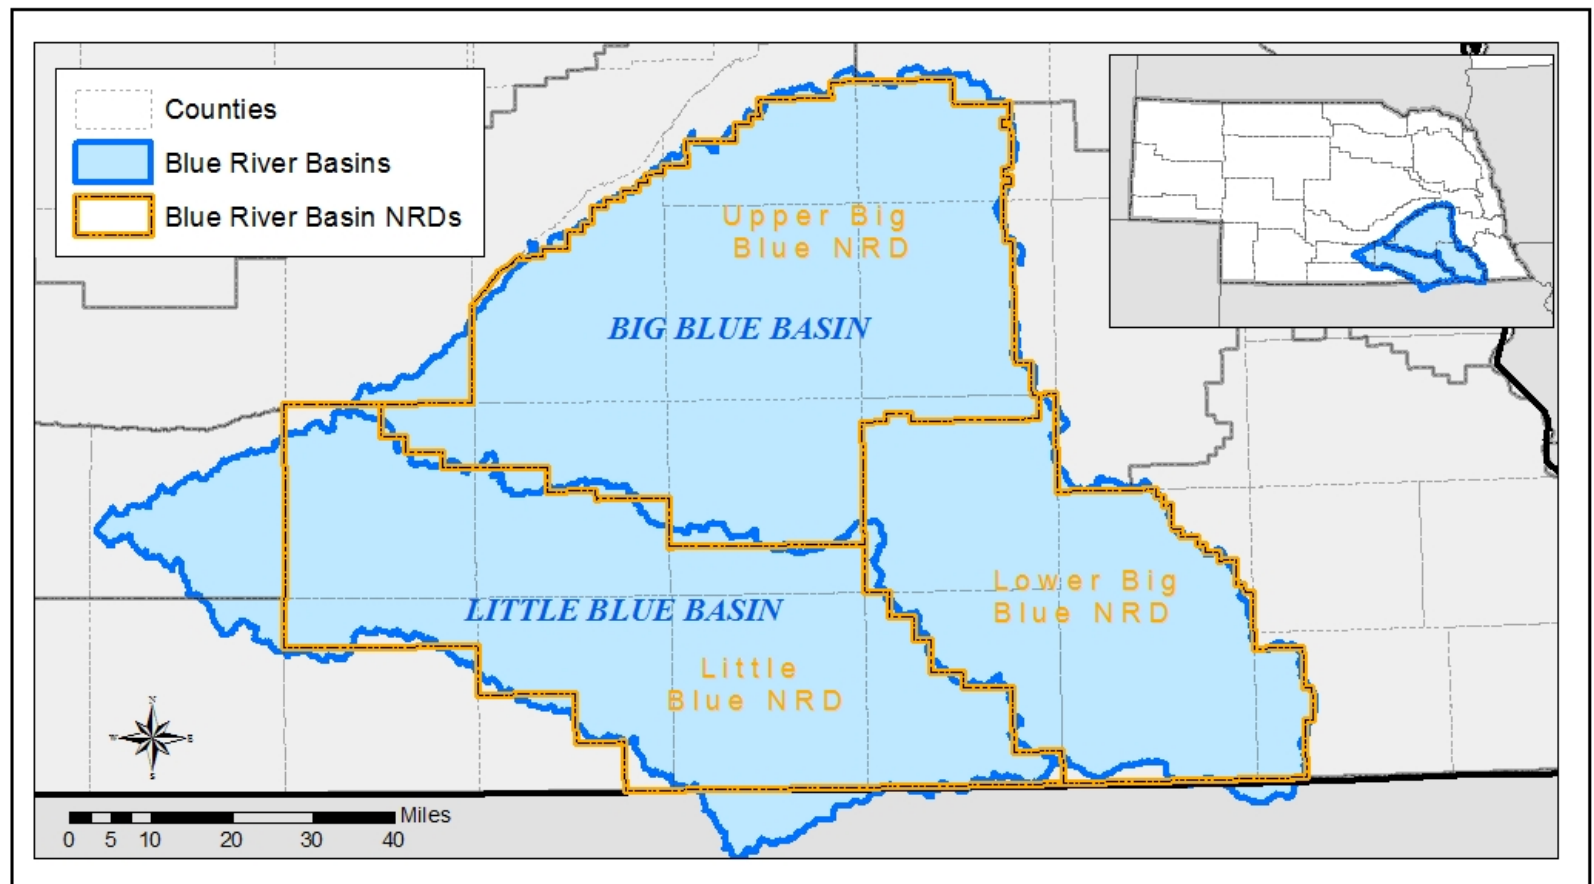 Counties
Blue River Basins
Blue River Basin NRDs
Upper Big
Blue NRD
BIG BLUE BASIN
Lower Big
Blue NRD
LITTLE BLUE BASIN
Little
Blue NRD
N
W E
S
Miles
0 5 10 20 30 40